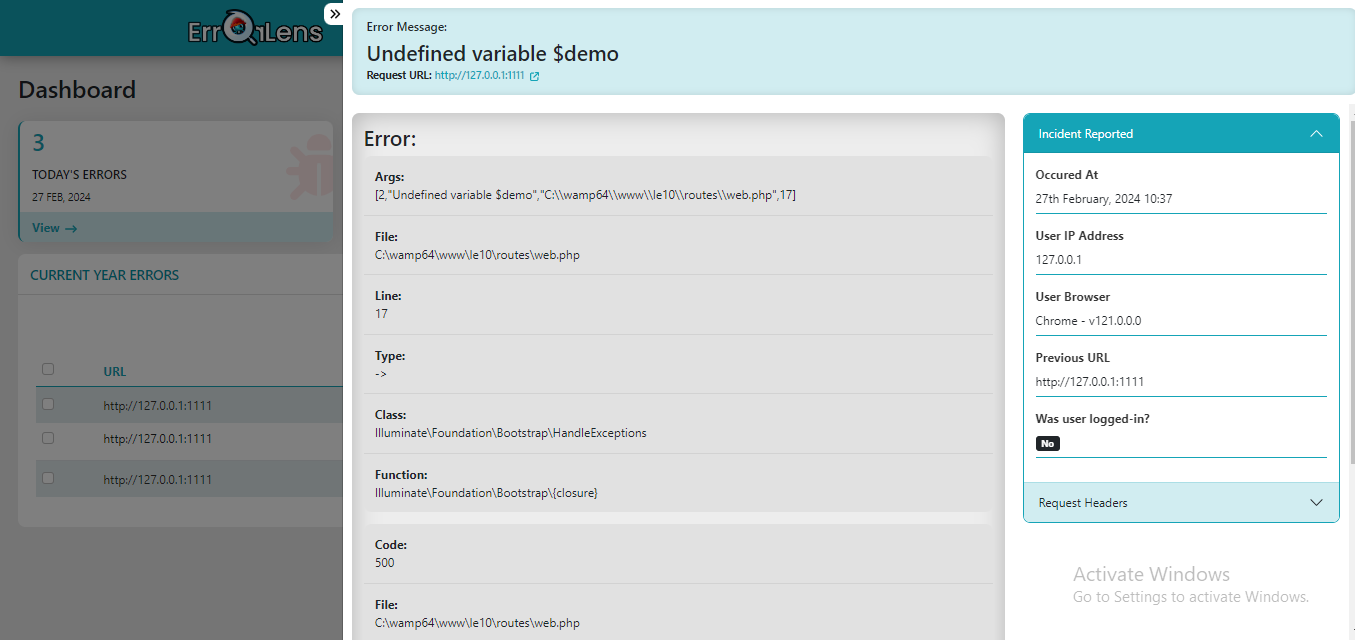 ErrorLens
Dashboard
3
TODAY'S ERRORS
27 FEB, 2024
View →
CURRENT YEAR ERRORS
URL
http://127.0.0.1:1111
http://127.0.0.1:1111
http://127.0.0.1:1111
Error Message:
Undefined variable $demo
Request URL: http://127.0.0.1:1111
Error:
Args:
[2,"Undefined variable $demo","C:\\wamp64\\www\\le10\\routes\\web.php",17]
File:
C:\wamp64\www\le10\routes\web.php
Line:
17
Type:
->
Class:
Illuminate\Foundation\Bootstrap\HandleExceptions
Function:
Illuminate\Foundation\Bootstrap\{closure}
Code:
500
File:
C:\wamp64\www\le10\routes\web.php
Incident Reported
Occured At
27th February, 2024 10:37
User IP Address
127.0.0.1
User Browser
Chrome - v121.0.0.0
Previous URL
http://127.0.0.1:1111
Was user logged-in?
No
Request Headers
Activate Windows
Go to Settings to activate Windows.